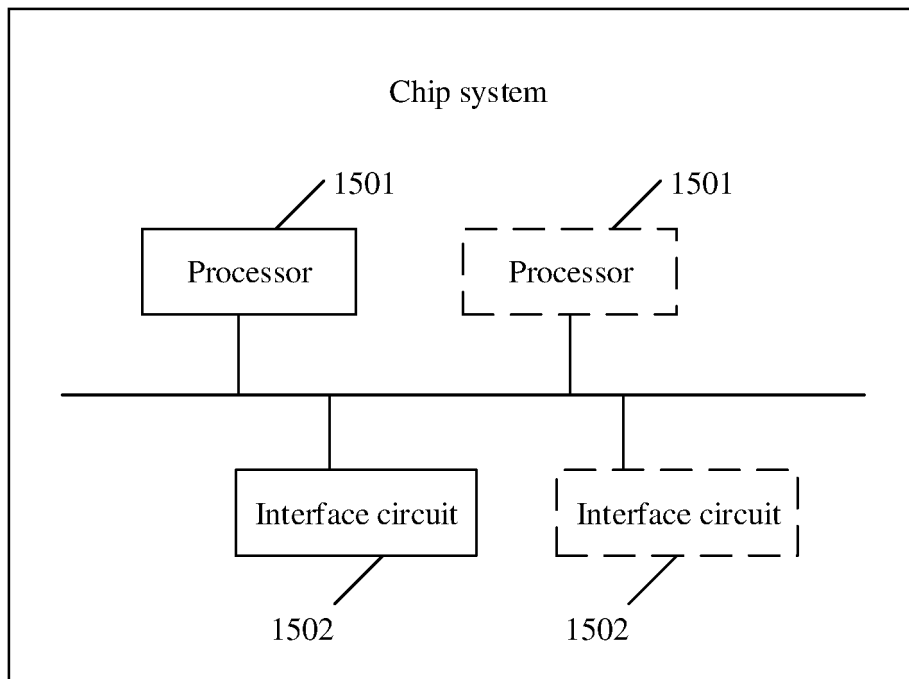 Chip system
1501
1501
Processor
Processor
Interface circuit
Interface circuit
1502
1502